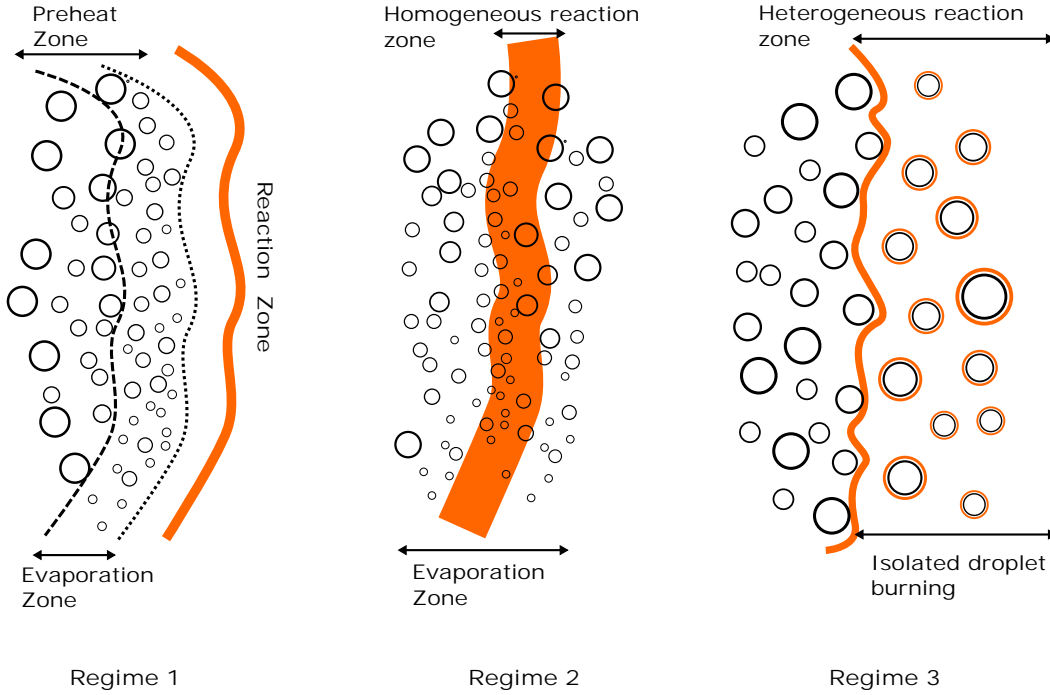 Preheat
Zone
Reaction Zone
Evaporation
Zone
Regime 1
Homogeneous reaction
zone
Evaporation
Zone
Regime 2
Heterogeneous reaction
zone
Isolated droplet
burning
Regime 3